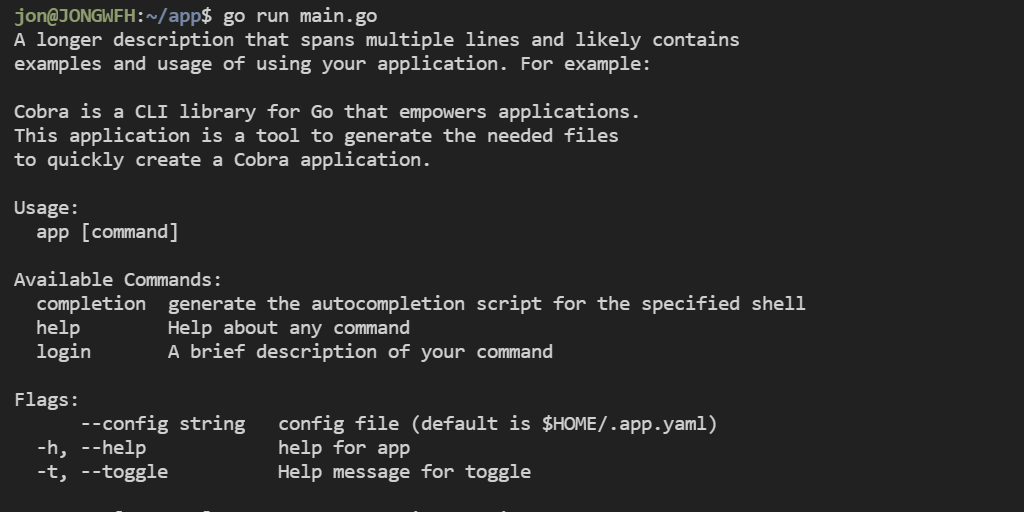 jon@JONGWFH:~/app$ go run main.go
A longer description that spans multiple lines and likely contains
examples and usage of using your application. For example:

Cobra is a CLI library for Go that empowers applications.
This application is a tool to generate the needed files
to quickly create a Cobra application.

Usage:
  app [command]

Available Commands:
  completion  generate the autocompletion script for the specified shell
  help        Help about any command
  login       A brief description of your command

Flags:
      --config string   config file (default is $HOME/.app.yaml)
  -h, --help            help for app
  -t, --toggle          Help message for toggle